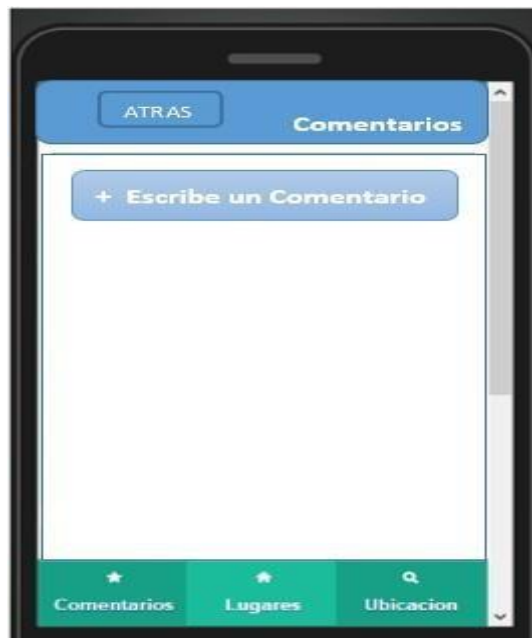 ATRAS
Comentarios
+ Escribe un Comentario
Comentarios
Lugares
Ubicacion